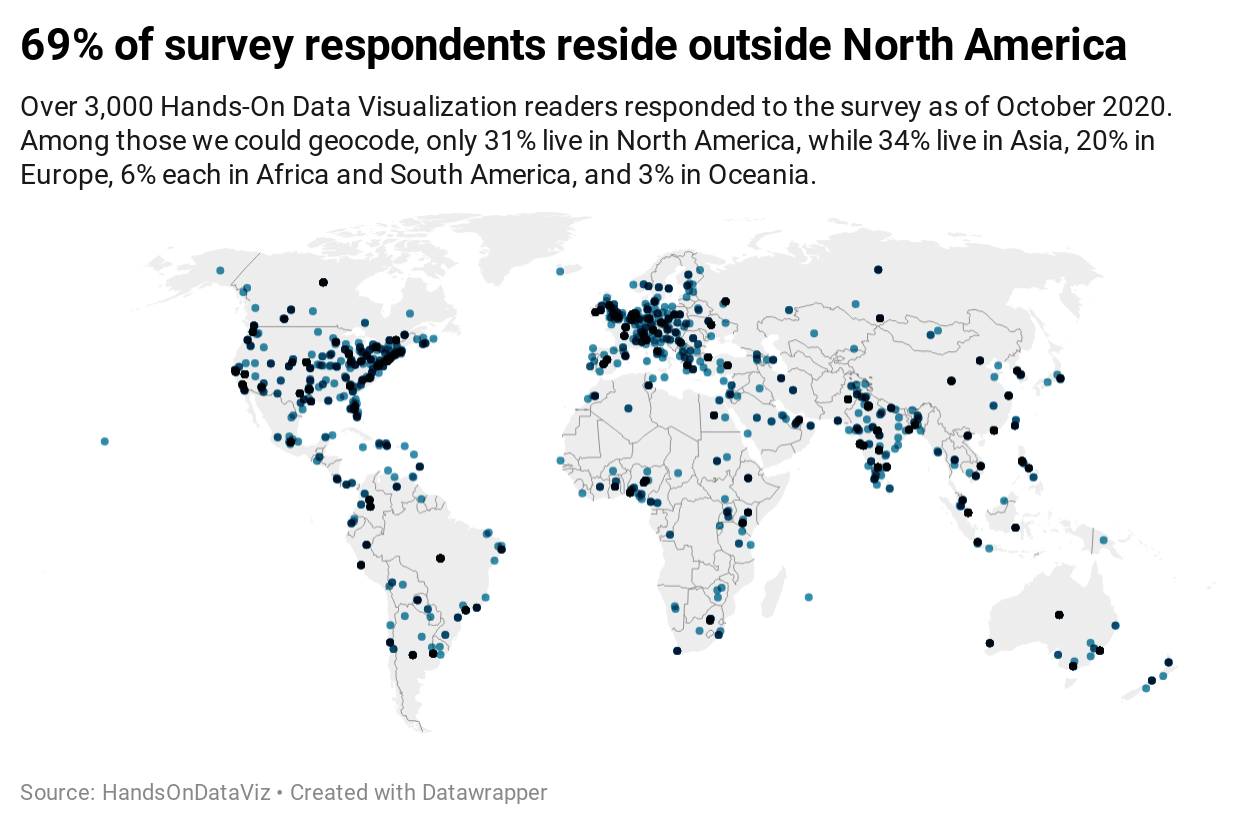 69% of survey respondents reside outside North America
Over 3,000 Hands-On Data Visualization readers responded to the survey as of October 2020.
Among those we could geocode, only 31% live in North America, while 34% live in Asia, 20% in
Europe, 6% each in Africa and South America, and 3% in Oceania.
Source: HandsOnDataViz • Created with Datawrapper